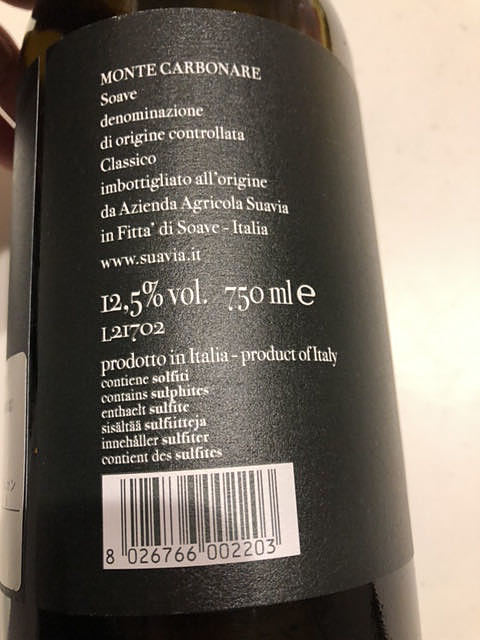 MONTE CARBONARE
Soave
denominazione
di origine controllata
Classico
imbottigliato all'origine
da Azienda Agricola Suavia
in Fitta' di Soave - Italia
www.suavia.it
12,5% vol. 750 ml e
L21702
prodotto in Italia - product of Italy
contiene solfiti
contains sulphites
enthaelt sulfite
sisältää sulfiitteja
innehåller sulfiter
contient des sulfites
8 026766 002203